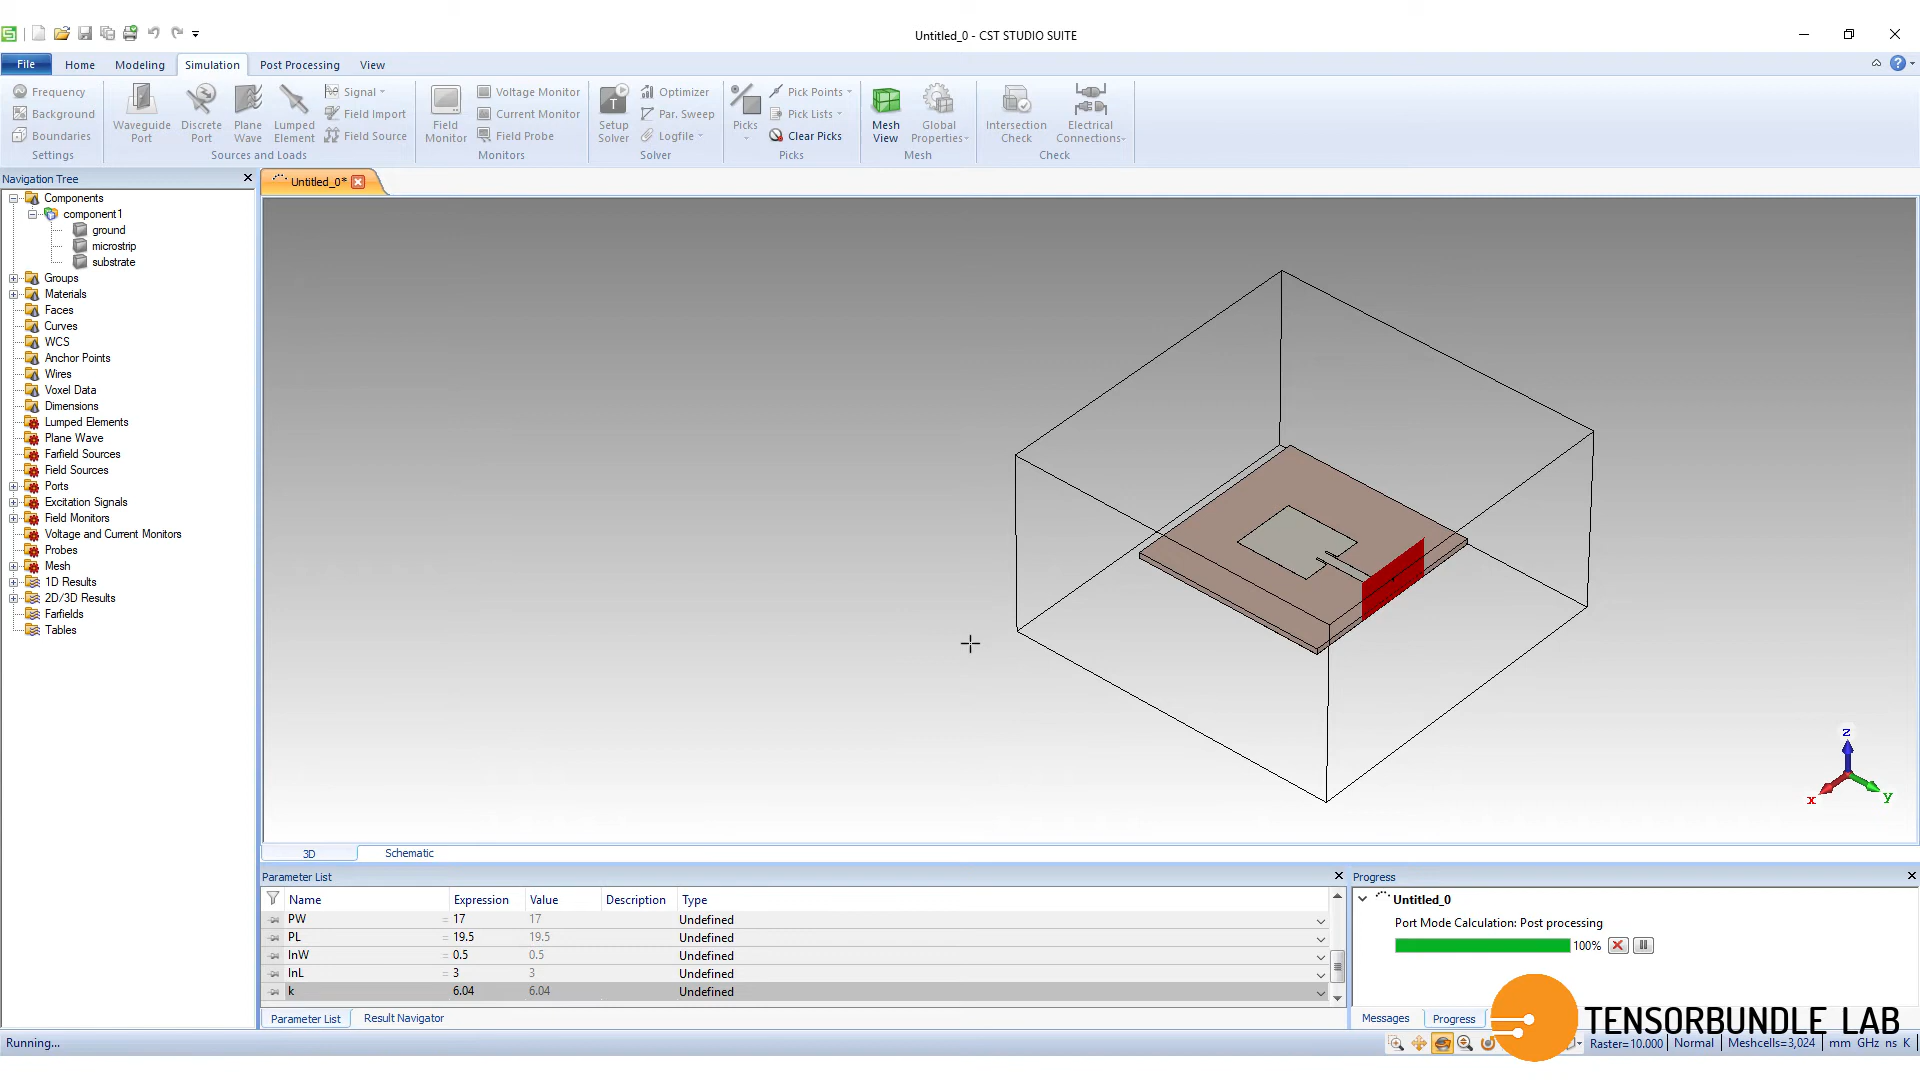 Untitled_0 - CST STUDIO SUITE
File Home Modeling Simulation Post Processing View
Frequency
Background
Boundaries
Settings
Waveguide Port
Discrete Port
Plane Wave
Lumped Element
Signal
Field Import
Field Source
Sources and Loads
Field Monitor
Voltage Monitor
Current Monitor
Field Probe
Monitors
Setup Solver
Optimizer
Par. Sweep
Logfile
Solver
Picks
Pick Points
Pick Lists
Clear Picks
Picks
Mesh View
Global Properties
Mesh
Intersection Check
Electrical Connections
Check
Navigation Tree
Untitled_0*
Components
component1
ground
microstrip
substrate
Groups
Materials
Faces
Curves
WCS
Anchor Points
Wires
Voxel Data
Dimensions
Lumped Elements
Plane Wave
Farfield Sources
Field Sources
Ports
Excitation Signals
Field Monitors
Voltage and Current Monitors
Probes
Mesh
1D Results
2D/3D Results
Farfields
Tables
z
x
y
3D Schematic
Parameter List
Name Expression Value Description Type
PW = 17 17 Undefined
PL = 19.5 19.5 Undefined
InW = 0.5 0.5 Undefined
InL = 3 3 Undefined
k = 6.04 6.04 Undefined
Parameter List Result Navigator
Progress
Untitled_0
Port Mode Calculation: Post processing
100%
Messages Progress
TENSORBUNDLE LAB
Running...
Raster=10.000 Normal Meshcells=3,024 mm GHz ns K